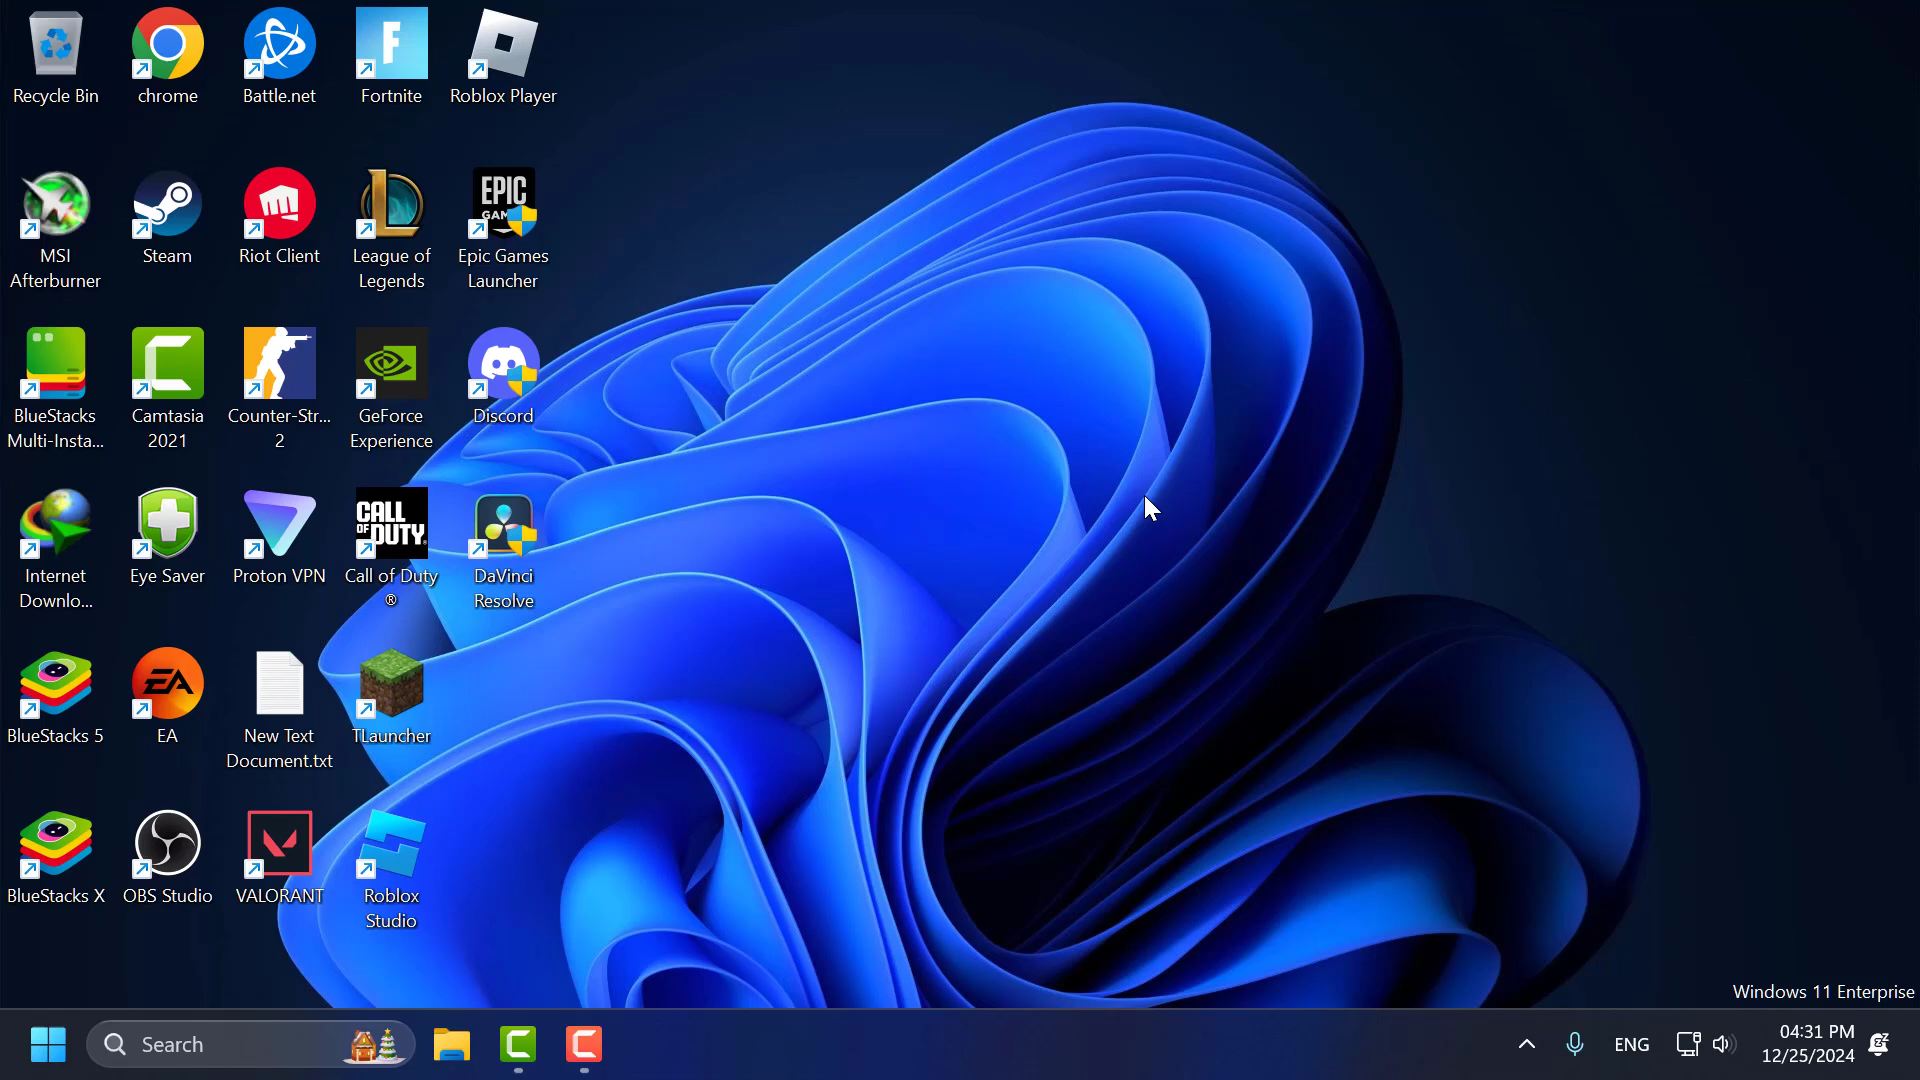 Recycle Bin
chrome
Battle.net
F
Fortnite
Roblox Player
MSI
Afterburner
Steam
Riot Client
League of
Legends
EPIC
GAM
Epic Games
Launcher
BlueStacks
Multi-Insta...
Camtasia
2021
Counter-Str...
2
GeForce
Experience
Discord
Internet
Downlo...
Eye Saver
Proton VPN
CALL
OF DUTY
Call of Duty
®
DaVinci
Resolve
BlueStacks 5
EA
EA
New Text
Document.txt
TLauncher
BlueStacks X
OBS Studio
VALORANT
Roblox
Studio
Windows 11 Enterprise
Search
ENG
04:31 PM
12/25/2024